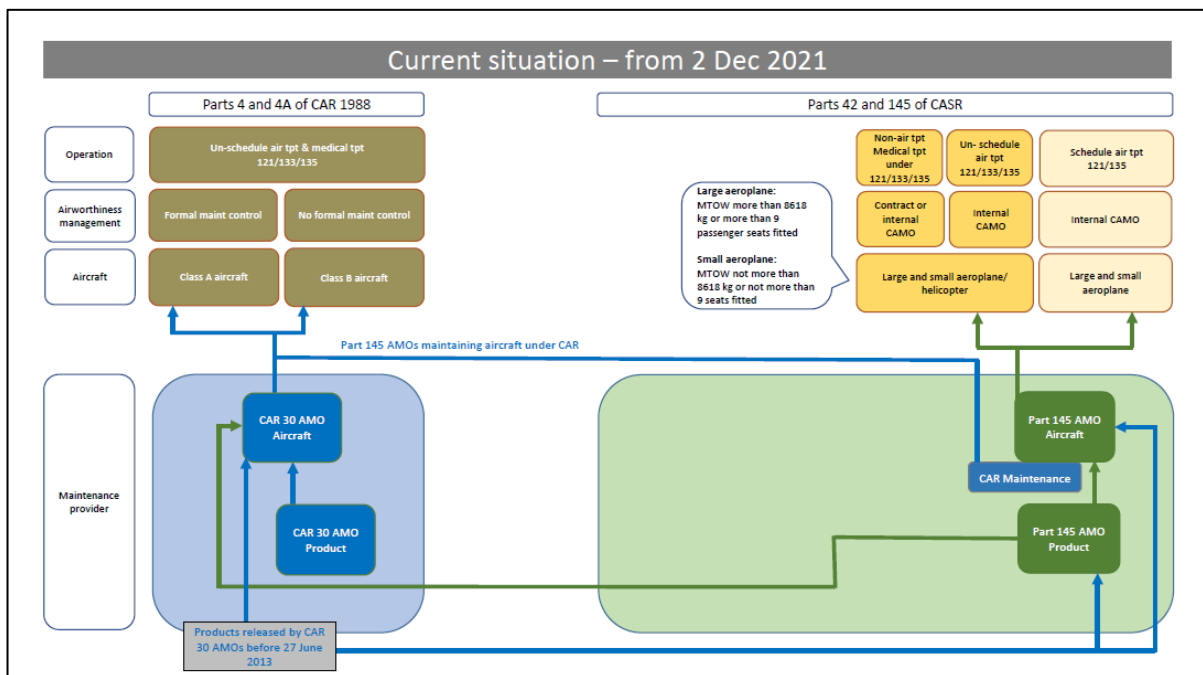 Current situation – from 2 Dec 2021
Parts 4 and 4A of CAR 1988
Parts 42 and 145 of CASR
Operation
Un-schedule air tpt & medical tpt
121/133/135
Non-air tpt
Medical tpt
under
121/133/135
Un- schedule
air tpt
121/133/135
Schedule air tpt
121/135
Airworthiness
management
Formal maint control
No formal maint control
Large aeroplane:
MTOW more than 8618
kg or more than 9
passenger seats fitted
Small aeroplane:
MTOW not more than
8618 kg or not more than
9 seats fitted
Contract or
internal
CAMO
Internal
CAMO
Internal CAMO
Aircraft
Class A aircraft
Class B aircraft
Large and small aeroplane/
helicopter
Large and small
aeroplane
Part 145 AMOs maintaining aircraft under CAR
Maintenance
provider
CAR 30 AMO
Aircraft
CAR 30 AMO
Product
Part 145 AMO
Aircraft
CAR Maintenance
Part 145 AMO
Product
Products released by CAR
30 AMOs before 27 June
2013